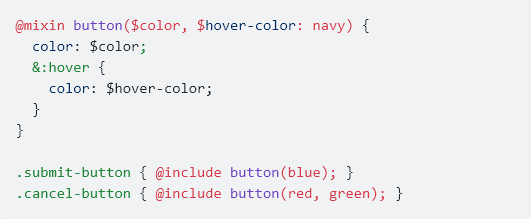 @mixin button($color, $hover-color: navy) {
  color: $color;
  &:hover {
    color: $hover-color;
  }
}

.submit-button { @include button(blue); }
.cancel-button { @include button(red, green); }